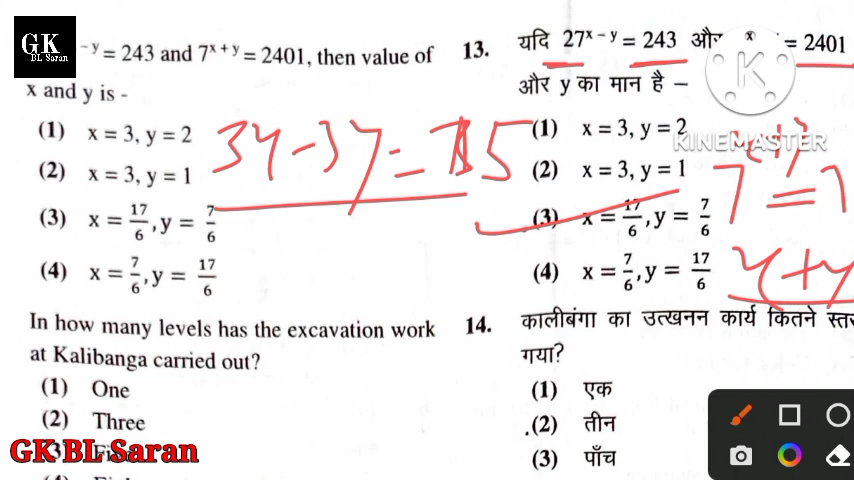 GK
BL Saran
-y = 243 and 7^x + y = 2401, then value of
x and y is -
(1) x = 3, y = 2
(2) x = 3, y = 1
(3) x = 17/6, y = 7/6
(4) x = 7/6, y = 17/6
In how many levels has the excavation work
at Kalibanga carried out?
(1) One
(2) Three
GK BL Saran
13. यदि 27^x – y = 243 और = 2401
और y का मान है –
(1) x = 3, y = 2
(2) x = 3, y = 1
(3) x = 17/6, y = 7/6
(4) x = 7/6, y = 17/6
14. कालीबंगा का उत्खनन कार्य कितने
गया?
(1) एक
(2) तीन
(3) पाँच
K
KINEMASTER
x+y
7 = 7
x+y